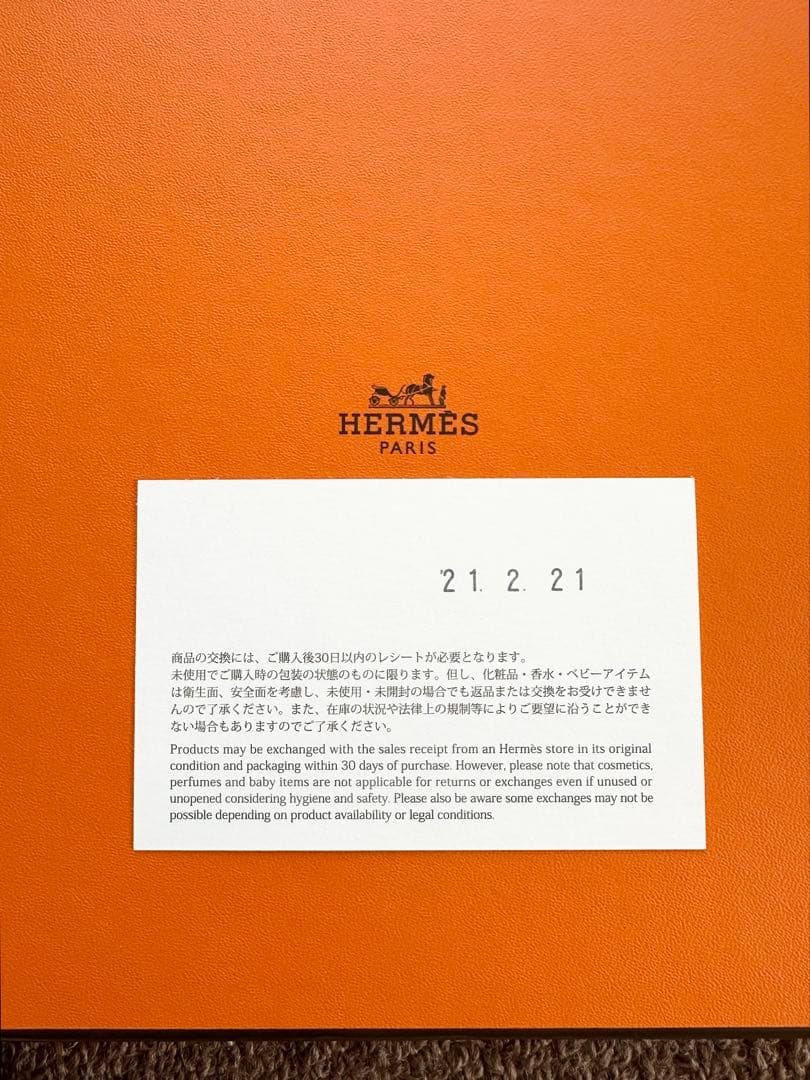 HERMÈS
PARIS
'21. 2. 21
商品の交換には、ご購入後30日以内のレシートが必要となります。
未使用でご購入時の包装の状態のものに限ります。但し、化粧品・香水・ベビーアイテム
は衛生面、安全面を考慮し、未使用・未開封の場合でも返品または交換をお受けできませ
んので了承ください。また、在庫の状況や法律上の規制等によりご要望に沿うことができ
ない場合もありますのでご了承ください。
Products may be exchanged with the sales receipt from an Hermès store in its original
condition and packaging within 30 days of purchase. However, please note that cosmetics,
perfumes and baby items are not applicable for returns or exchanges even if unused or
unopened considering hygiene and safety. Please also be aware some exchanges may not be
possible depending on product availability or legal conditions.